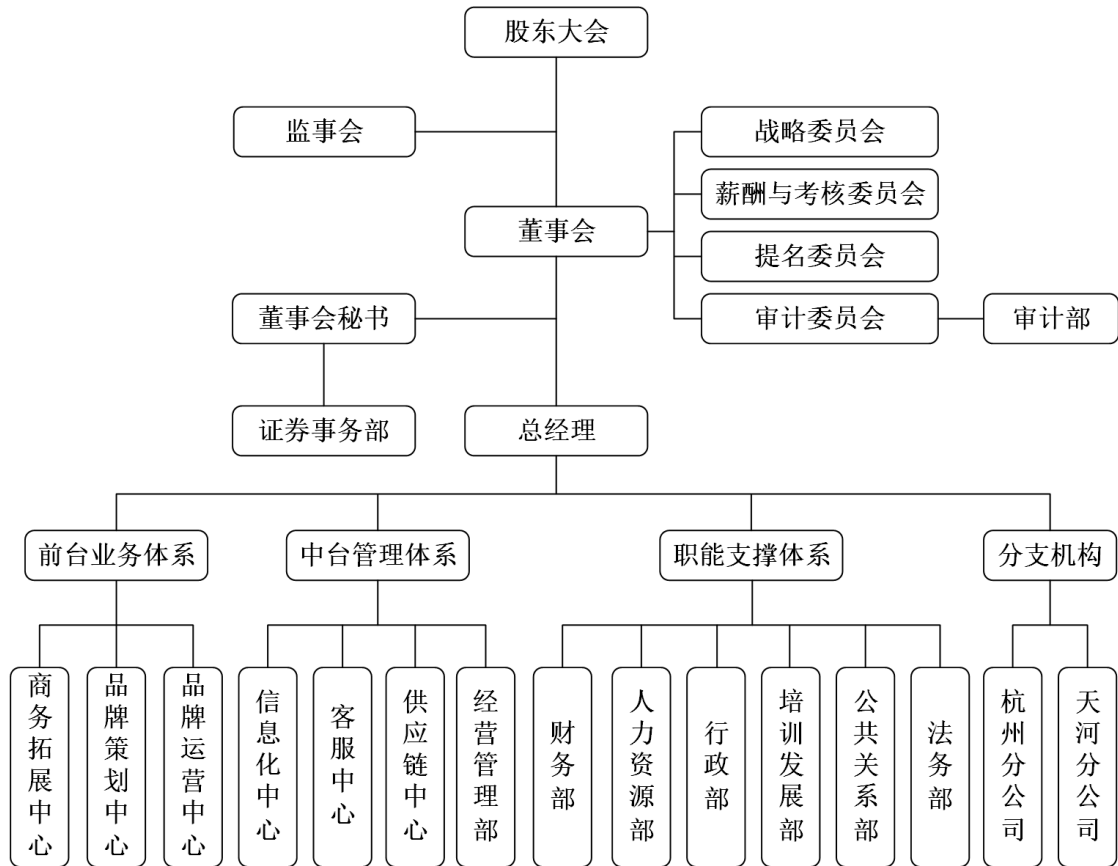 股东大会
监事会
战略委员会
薪酬与考核委员会
董事会
提名委员会
董事会秘书
审计委员会
审计部
证券事务部
总经理
前台业务体系
中台管理体系
职能支撑体系
分支机构
商务拓展中心
品牌策划中心
品牌运营中心
信息化中心
客服中心
供应链中心
经营管理部
财务部
人力资源部
行政部
培训发展部
公共关系部
法务部
杭州分公司
天河分公司